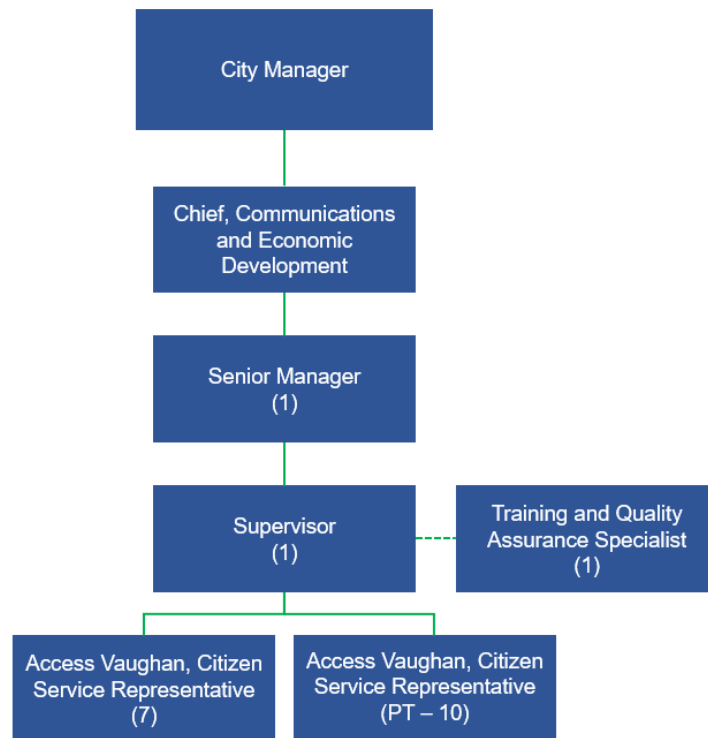 City Manager
Chief, Communications
and Economic
Development
Senior Manager
(1)
Supervisor
(1)
Training and Quality
Assurance Specialist
(1)
Access Vaughan, Citizen
Service Representative
(7)
Access Vaughan, Citizen
Service Representative
(PT – 10)